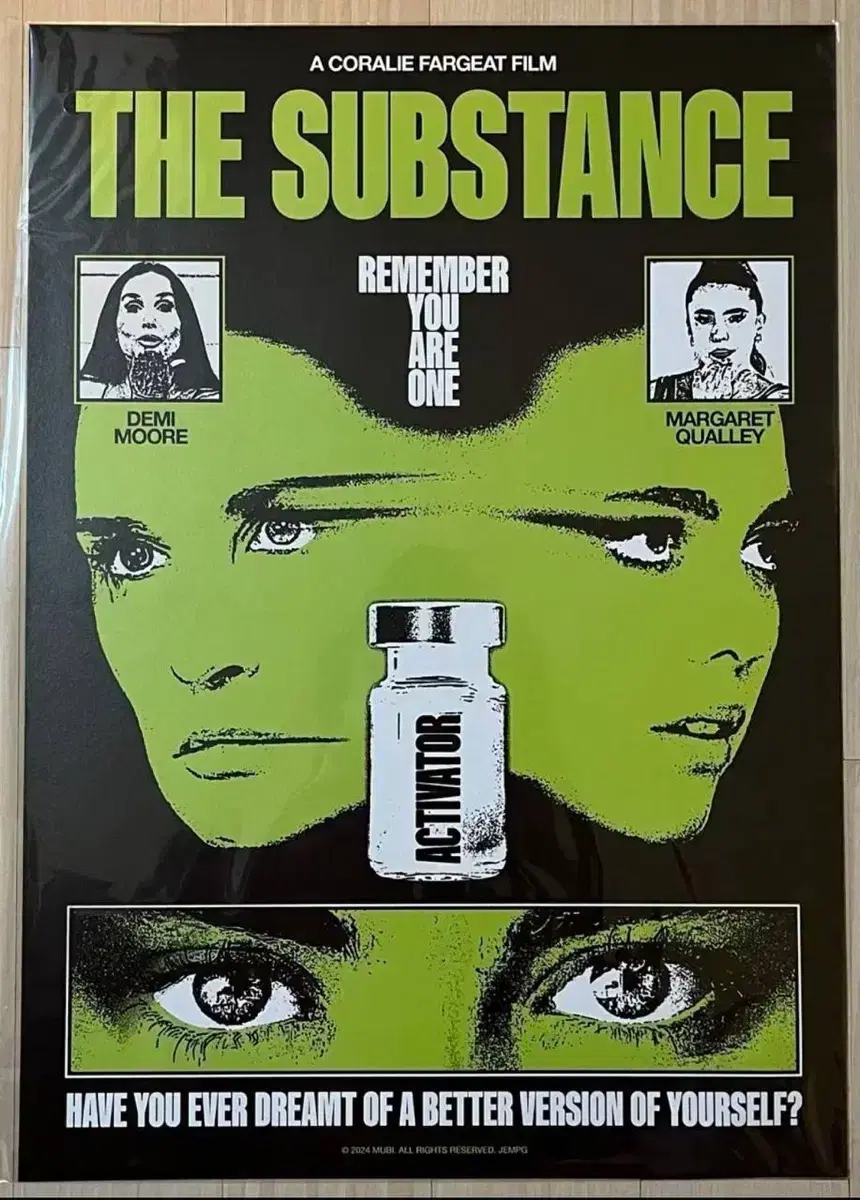 A CORALIE FARGEAT FILM
THE SUBSTANCE
REMEMBER
YOU
ARE
ONE
DEMI
MOORE
MARGARET
QUALLEY
ACTIVATOR
HAVE YOU EVER DREAMT OF A BETTER VERSION OF YOURSELF?
© 2024 MUBI. ALL RIGHTS RESERVED. JEMPG